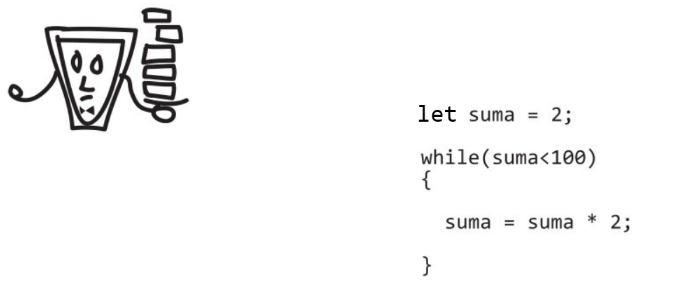 let suma = 2;
while(suma<100)
{
suma = suma * 2;
}